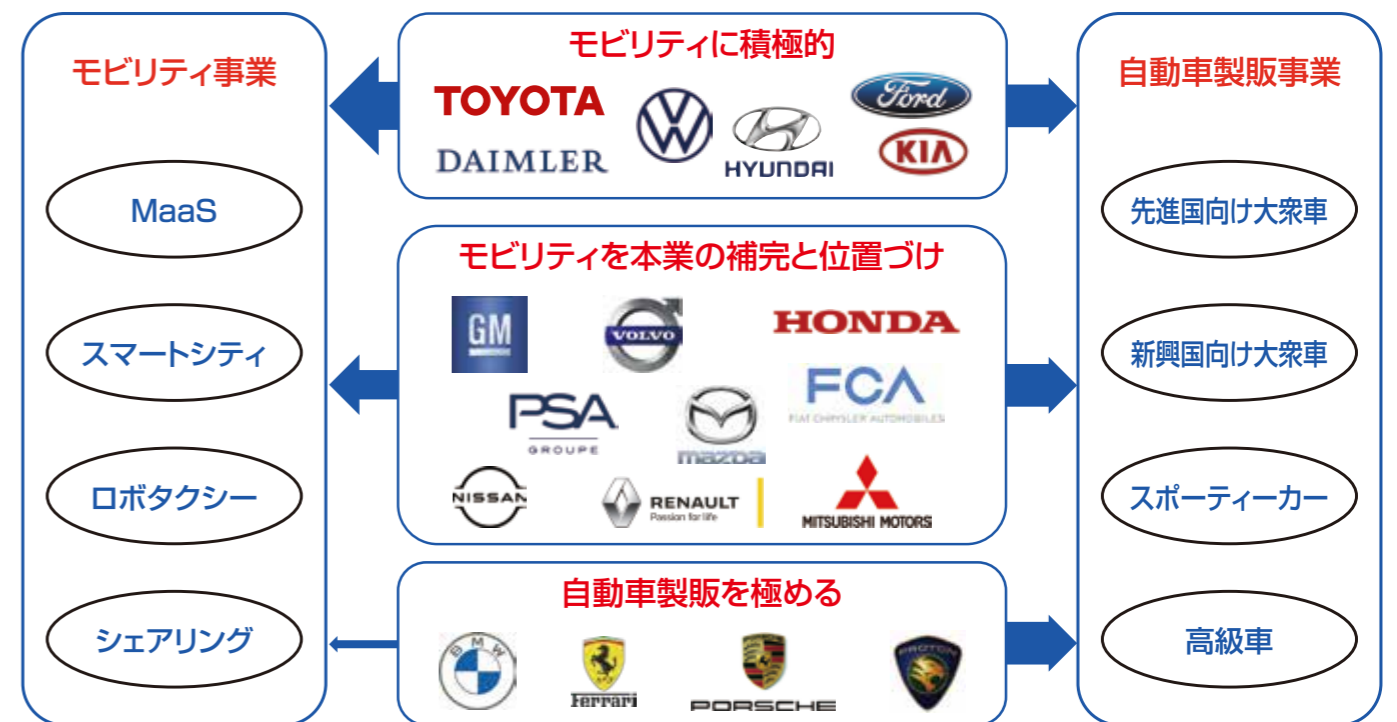 モビリティ事業
MaaS
スマートシティ
ロボタクシー
シェアリング
モビリティに積極的
TOYOTA
DAIMLER
VW
HYUNDAI
Ford
KIA
モビリティを本業の補完と位置づけ
GM
VOLVO
HONDA
PSA
GROUPE
mazDa
FCA
FIAT CHRYSLER AUTOMOBILES
NISSAN
RENAULT
Passion for life
MITSUBISHI MOTORS
自動車製販を極める
BMW
Ferrari
PORSCHE
PROTON
自動車製販事業
先進国向け大衆車
新興国向け大衆車
スポーティーカー
高級車